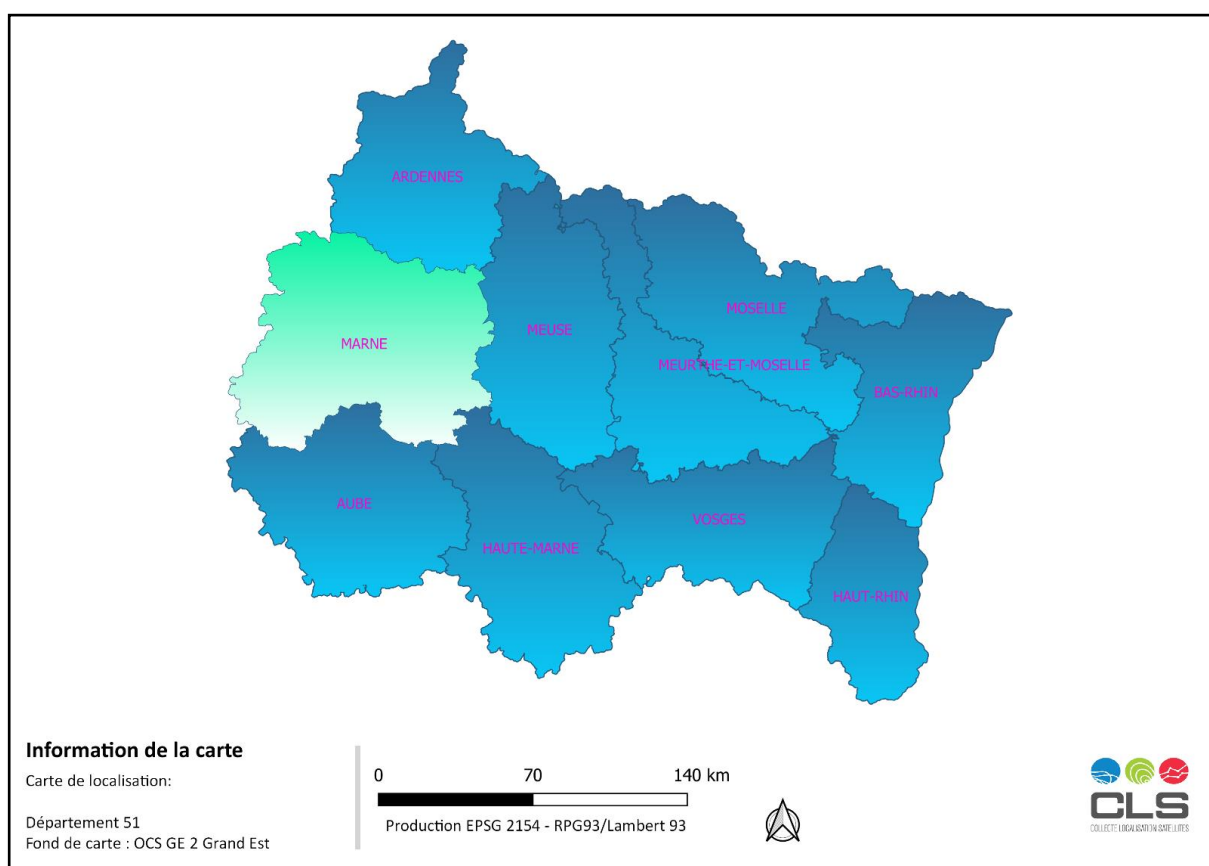 ARDENNES
MOSELLE
MEUSE
MARNE
MEURTHE-ET-MOSELLE
BAS-RHIN
AUBE
VOSGES
HAUTE-MARNE
HAUT-RHIN
Information de la carte
Carte de localisation:
Département 51
Fond de carte : OCS GE 2 Grand Est
0 70 140 km
Production EPSG 2154 - RPG93/Lambert 93
CLS
COLLECTE LOCALISATION SATELLITES